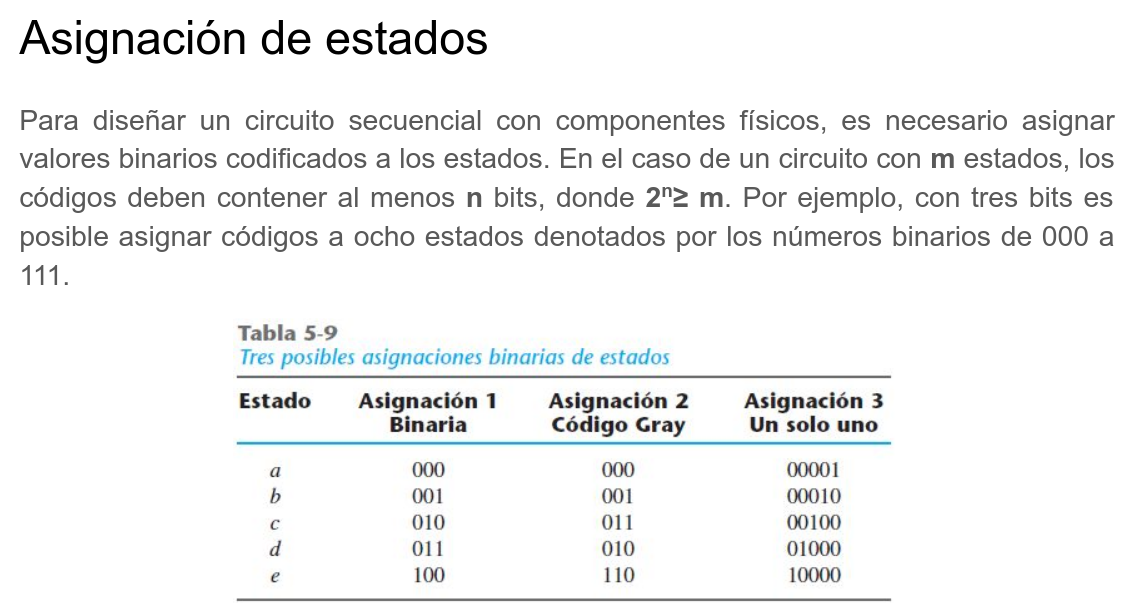 Asignación de estados
Para diseñar un circuito secuencial con componentes físicos, es necesario asignar
valores binarios codificados a los estados. En el caso de un circuito con m estados, los
códigos deben contener al menos n bits, donde 2ⁿ≥ m. Por ejemplo, con tres bits es
posible asignar códigos a ocho estados denotados por los números binarios de 000 a
111.
Tabla 5-9
Tres posibles asignaciones binarias de estados
Estado Asignación 1 Asignación 2 Asignación 3
Binaria Código Gray Un solo uno
a 000 000 00001
b 001 001 00010
c 010 011 00100
d 011 010 01000
e 100 110 10000